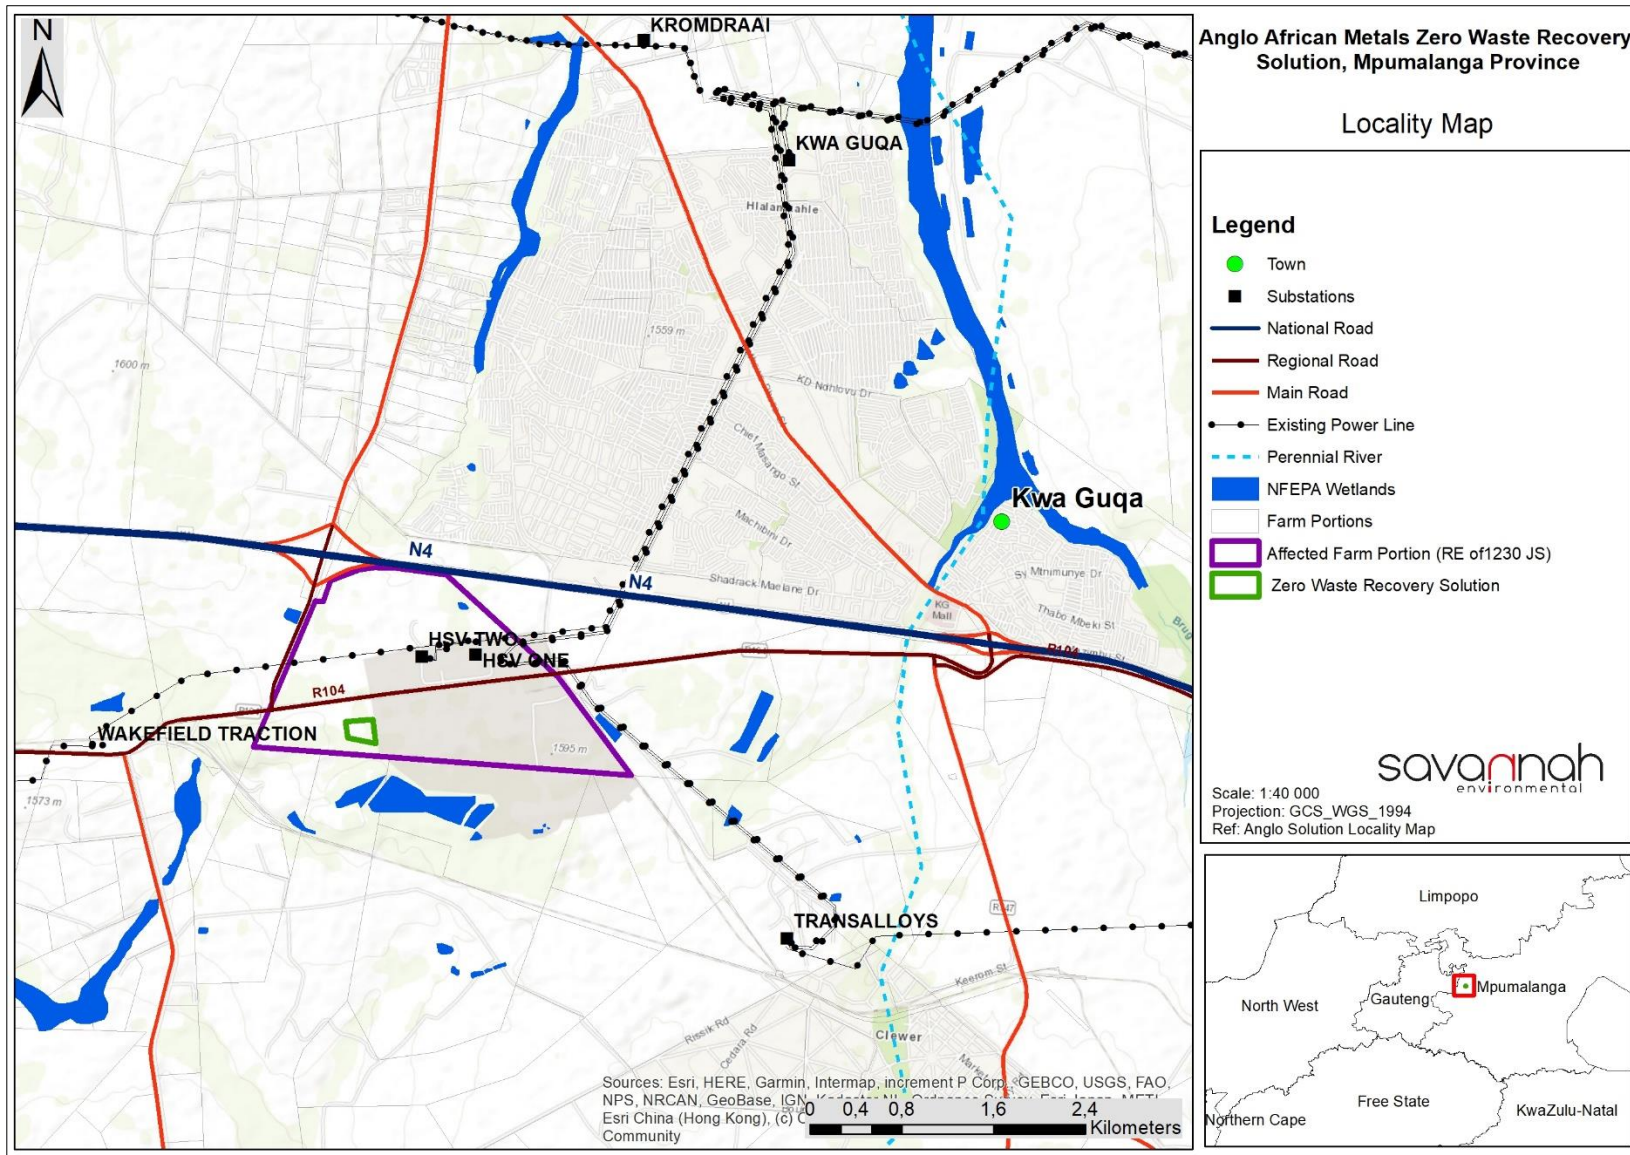 N
KROMDRAAI
KWA GUQA
1559 m
1600 m
KD Ndhlovu Dr
Chief Masango St
Kwa Guqa
Machibini Dr
N4
N4
Shadrack Maelane Dr
Sy Mtnimunye Dr
KG
Mall
Thabo Mbeki St
HSV TWO
HSV ONE
R104
R104
WAKEFIELD TRACTION
1595 m
1573 m
TRANSALLOYS
Keerom St
Rissik Rd
Cedara Rd
Clewer
Sources: Esri, HERE, Garmin, Intermap, increment P Corp., GEBCO, USGS, FAO,
NPS, NRCAN, GeoBase, IGN,
Esri China (Hong Kong), (c)
Community
0 0,4 0,8 1,6 2,4
Kilometers
Anglo African Metals Zero Waste Recovery
Solution, Mpumalanga Province
Locality Map
Legend
Town
Substations
National Road
Regional Road
Main Road
Existing Power Line
Perennial River
NFEPA Wetlands
Farm Portions
Affected Farm Portion (RE of1230 JS)
Zero Waste Recovery Solution
savannah
environmental
Scale: 1:40 000
Projection: GCS_WGS_1994
Ref: Anglo Solution Locality Map
Limpopo
Mpumalanga
North West
Gauteng
Free State
KwaZulu-Natal
Northern Cape